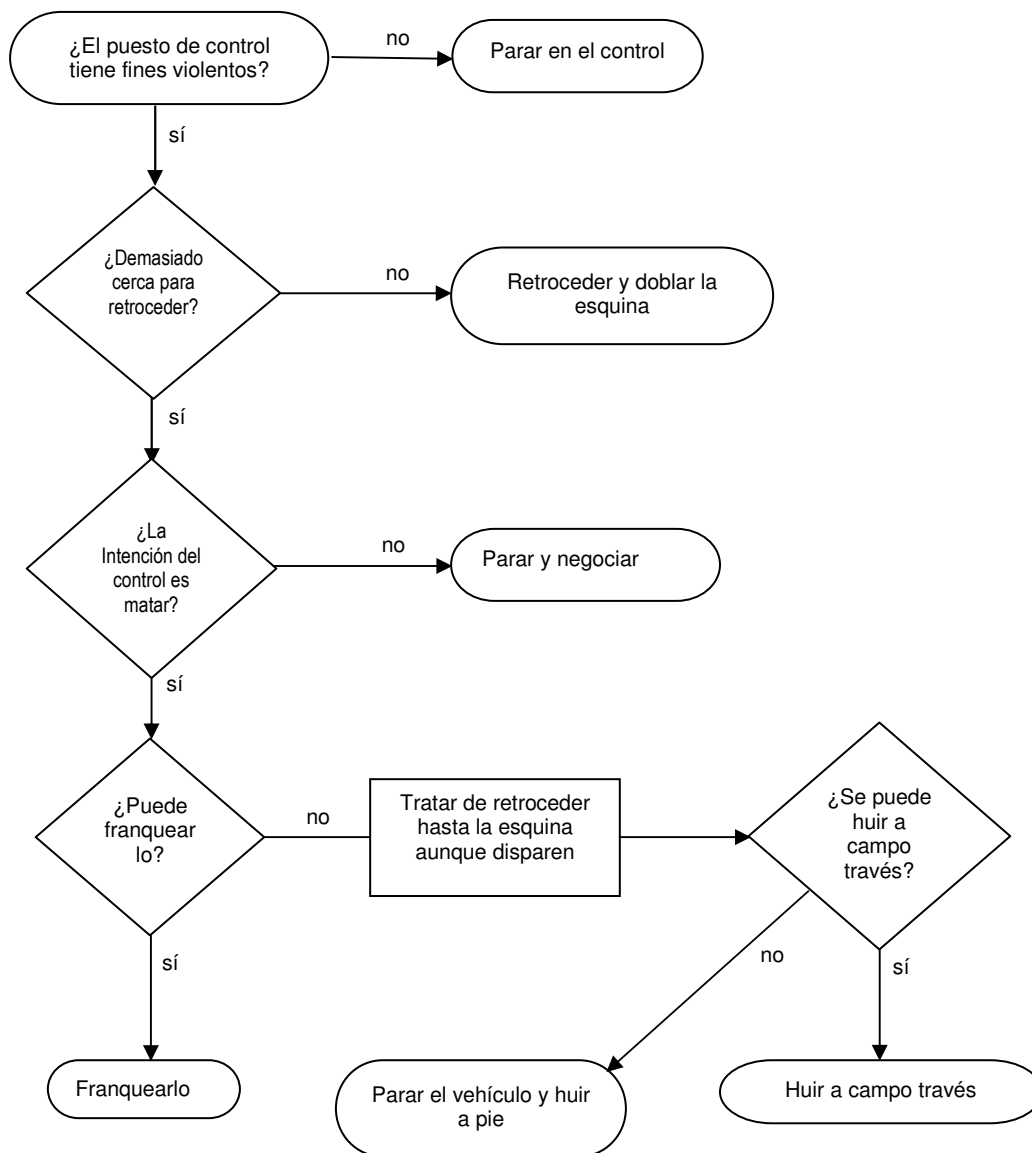 ¿El puesto de control
tiene fines violentos?
no
Parar en el control
sí
¿Demasiado
cerca para
retroceder?
no
Retroceder y doblar la
esquina
sí
¿La
Intención del
control es
matar?
no
Parar y negociar
sí
¿Puede
franquear
lo?
no
Tratar de retroceder
hasta la esquina
aunque disparen
¿Se puede
huir a
campo
través?
sí
no
sí
Franquearlo
Parar el vehículo y huir
a pie
Huir a campo través